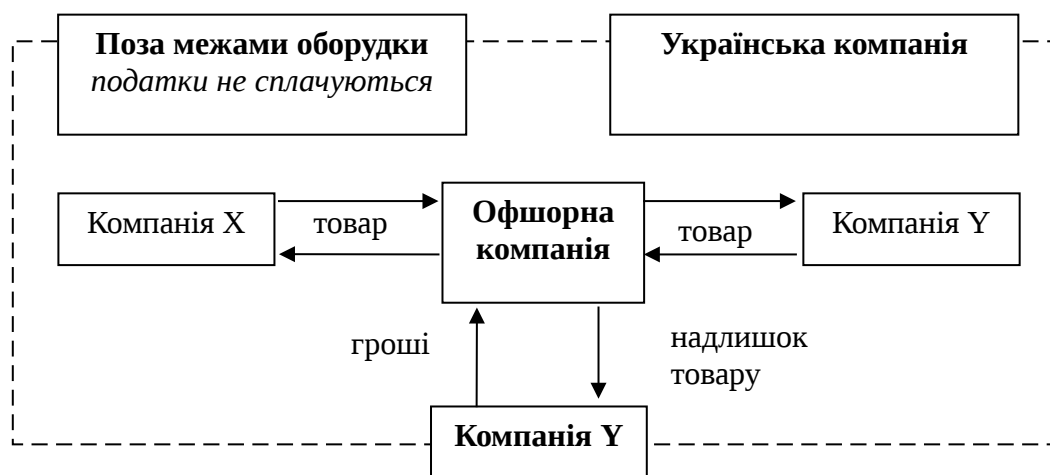 Поза межами оборудки
податки не сплачуються
Українська компанія
Компанія X
товар
Офшорна
компанія
товар
Компанія Y
гроші
надлишок
товару
Компанія Y